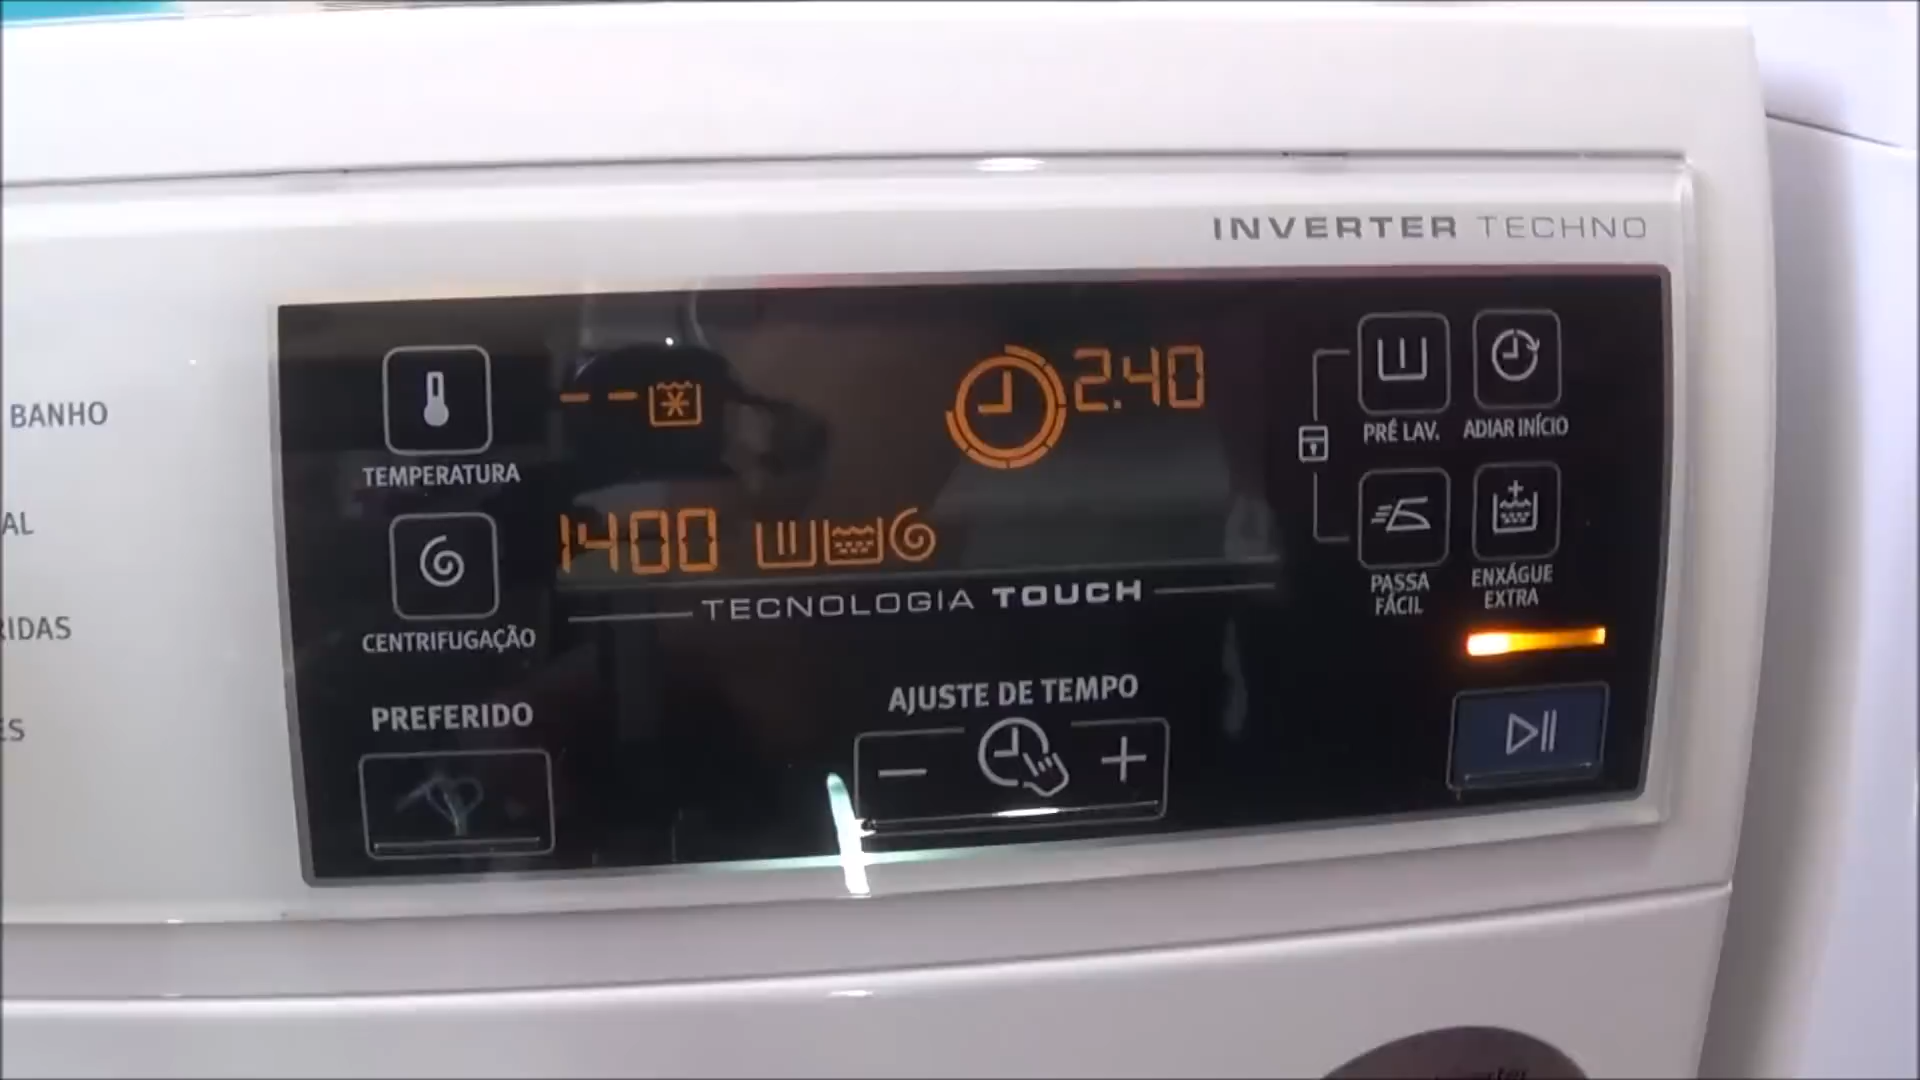 INVERTER TECHNO
BANHO
AL
RIDAS
ES
TEMPERATURA
--
2.40
PRÉ LAV.
ADIAR INÍCIO
CENTRIFUGAÇÃO
1400
PASSA
FÁCIL
ENXÁGUE
EXTRA
TECNOLOGIA TOUCH
PREFERIDO
AJUSTE DE TEMPO
− +